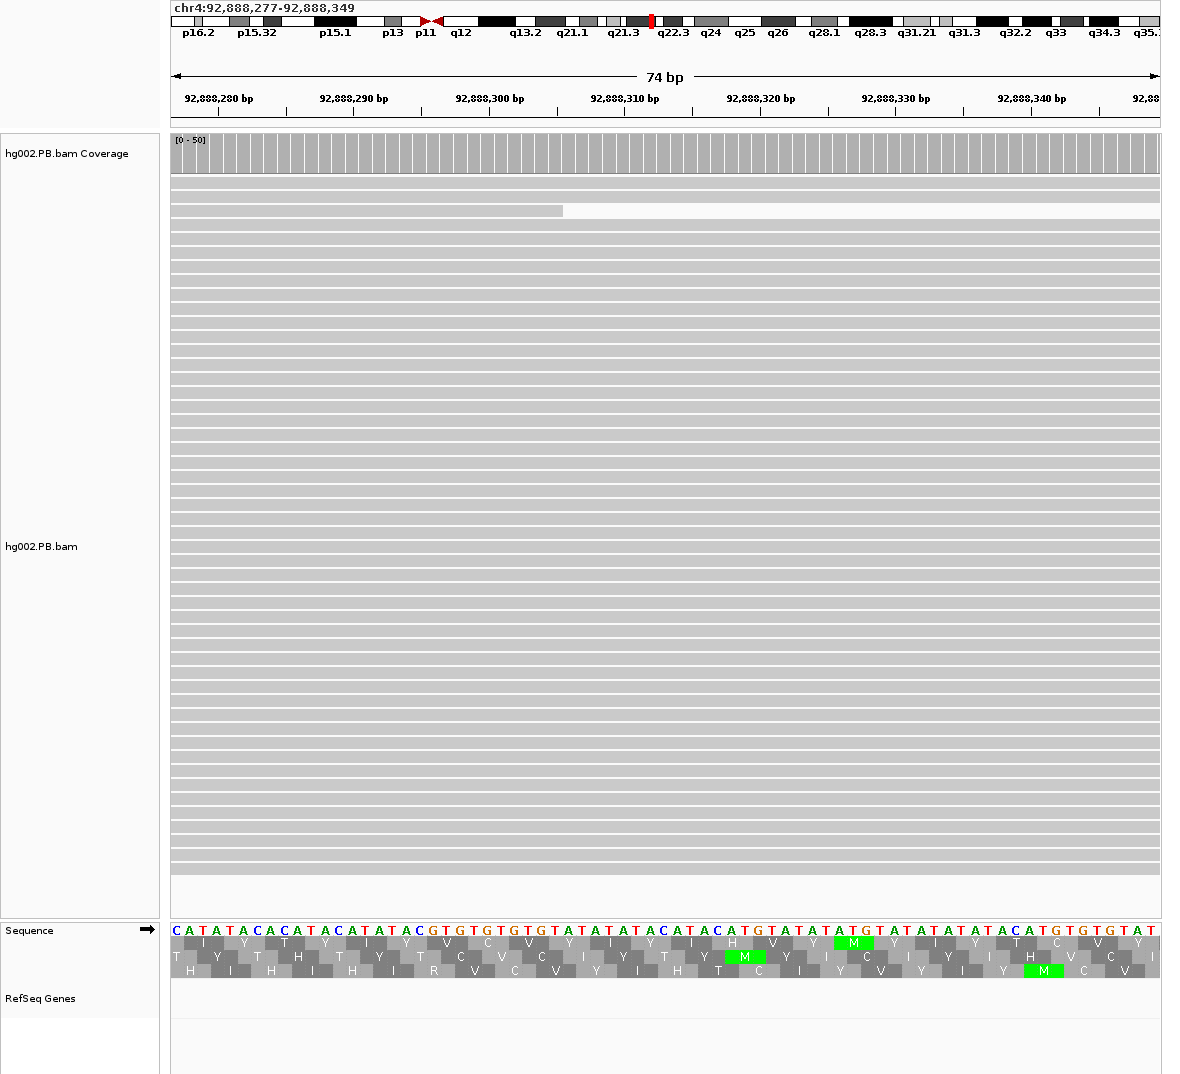 chr4:92,888,277-92,888,349
p16.2 p15.32 p15.1 p13 p11 q12 q13.2 q21.1 q21.3 q22.3 q24 q25 q26 q28.1 q28.3 q31.21 q31.3 q32.2 q33 q34.3 q35.
74 bp
92,888,280 bp 92,888,290 bp 92,888,300 bp 92,888,310 bp 92,888,320 bp 92,888,330 bp 92,888,340 bp 92,88
hg002.PB.bam Coverage
[0 - 50]
hg002.PB.bam
Sequence
C A T A T A C A C A T A C A T A T A C G T G T G T G T G T A T A T A T A C A T A C A T G T A T A T A T G T A T A T A T A T A C A T G T G T G T A T
I Y T Y I Y V C V Y I Y I H V Y M Y I Y T C V Y
T Y T H T Y T C V C I Y T Y M Y I C I Y I H V C I
H I H I H I R V C V Y I H T C I Y V Y I Y M C V
RefSeq Genes